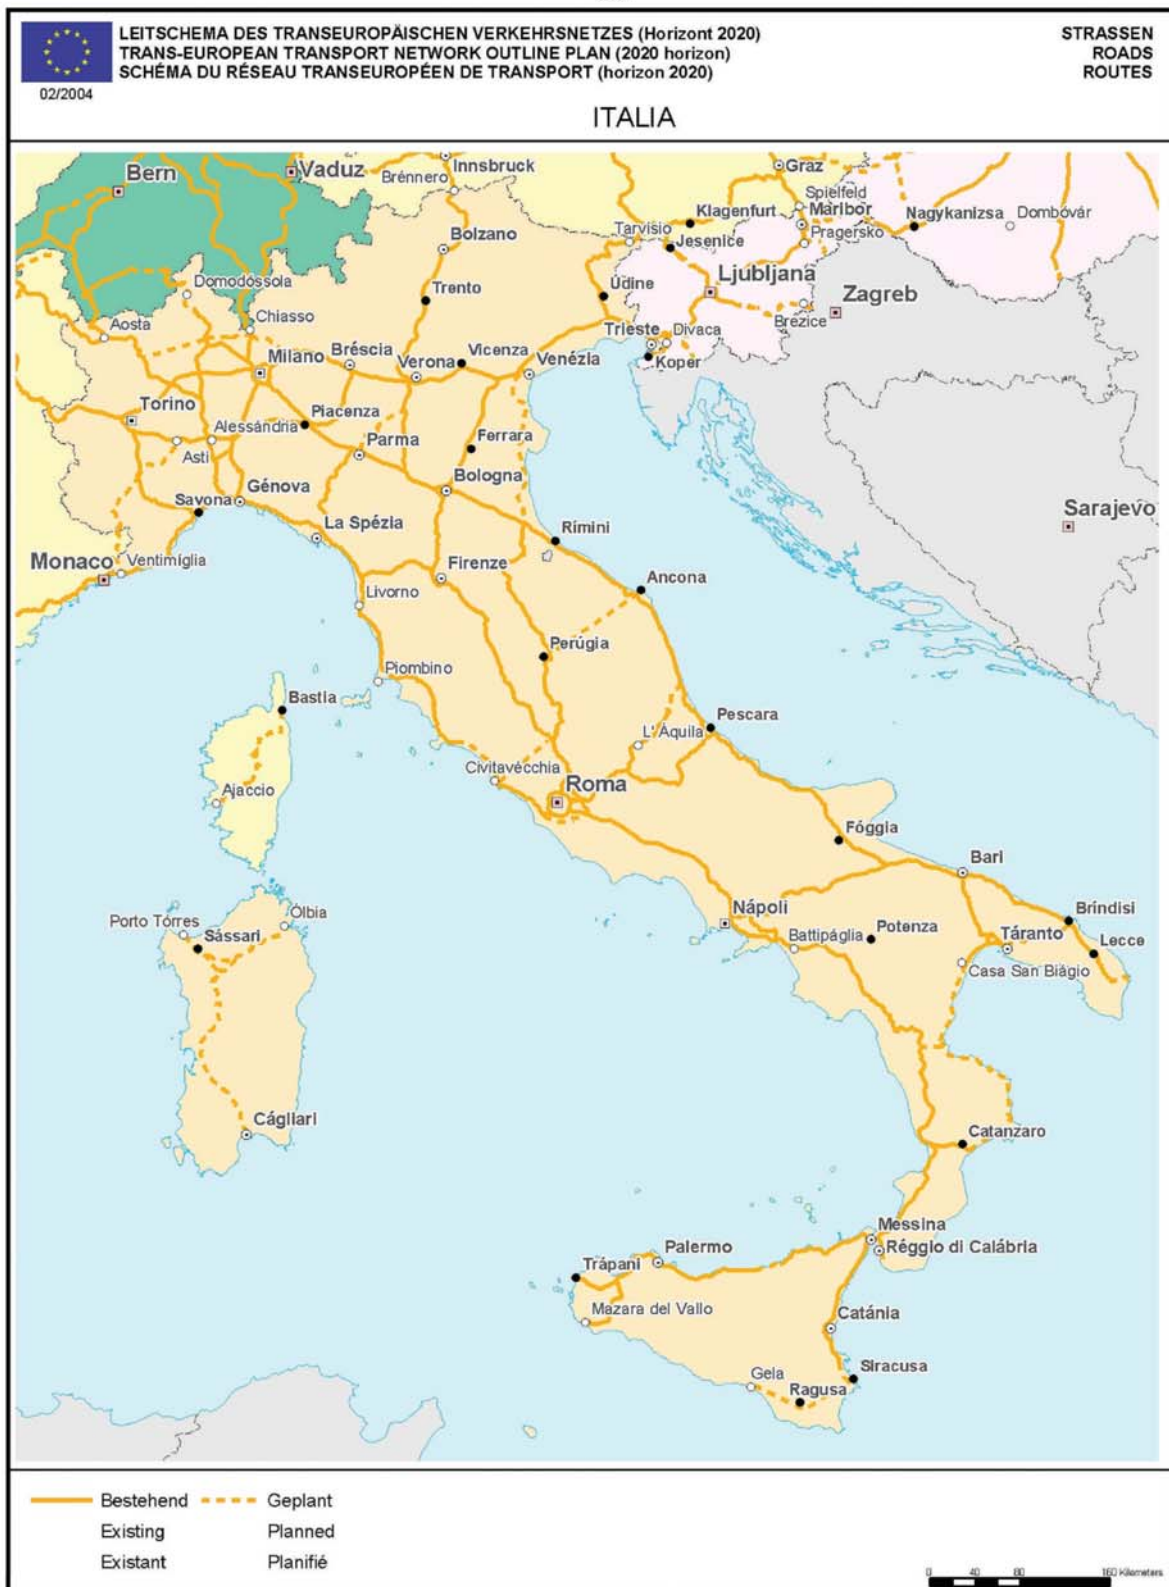 LEITSCHEMA DES TRANSEUROPÄISCHEN VERKEHRSNETZES (Horizont 2020)
TRANS-EUROPEAN TRANSPORT NETWORK OUTLINE PLAN (2020 horizon)
SCHÉMA DU RÉSEAU TRANSEUROPÉEN DE TRANSPORT (horizon 2020)
STRASSEN
ROADS
ROUTES
02/2004
ITALIA
Bern
Vaduz
Innsbruck
Brénnero
Graz
Spielfeld
Maribor
Pragersko
Klagenfurt
Nagykanizsa
Dombóvár
Tarvisio
Jesenice
Bolzano
Ljubljana
Domodóssola
Trento
Údine
Zagreb
Aosta
Chiasso
Trieste
Divaca
Brezice
Koper
Milano
Bréscia
Verona
Vicenza
Venézia
Torino
Piacenza
Alessándria
Parma
Ferrara
Asti
Bologna
Savona
Génova
La Spézia
Rímini
Sarajevo
Monaco
Ventimíglia
Firenze
Livorno
Ancona
Perúgia
Piombino
Bastia
Pescara
L' Áquila
Civitavécchia
Roma
Ajaccio
Fóggia
Bari
Nápoli
Bríndisi
Porto Tórres
Ólbia
Sássari
Battipáglia
Potenza
Táranto
Lecce
Casa San Biágio
Cágliari
Catanzaro
Messina
Réggio di Calábria
Palermo
Trápani
Mazara del Vallo
Catánia
Siracusa
Gela
Ragusa
Bestehend
Geplant
Existing
Planned
Existant
Planifié
0 40 80 160 Kilometers